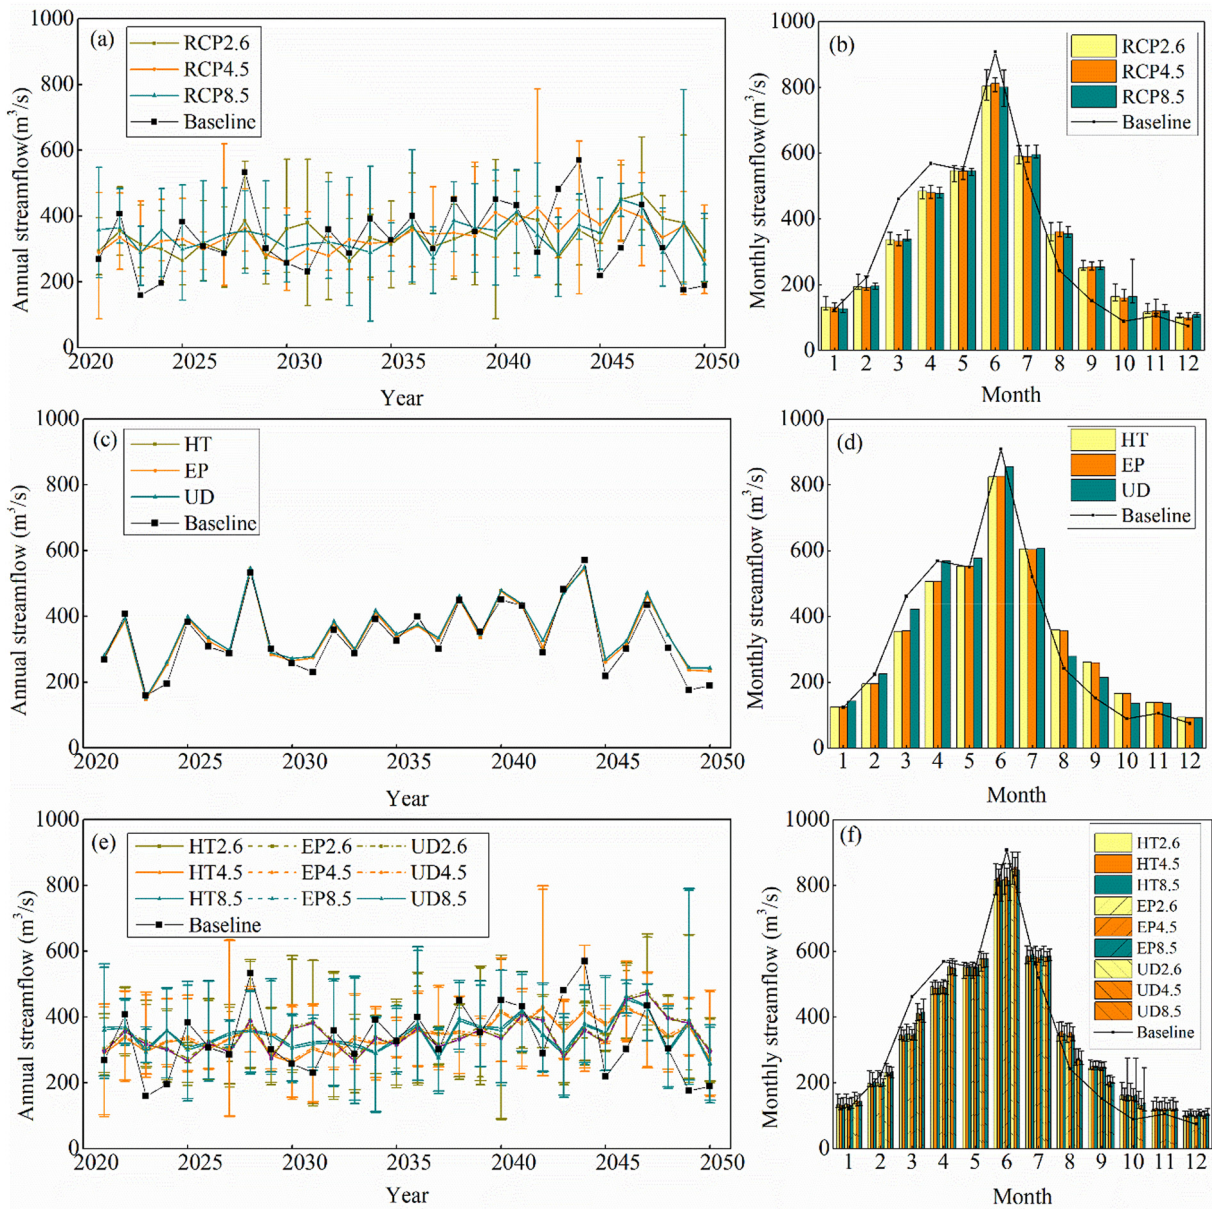 (a)
RCP2.6
RCP4.5
RCP8.5
Baseline
Annual streamflow(m³/s)
1000
800
600
400
200
0
2020 2025 2030 2035 2040 2045 2050
Year
(b)
RCP2.6
RCP4.5
RCP8.5
Baseline
Monthly streamflow(m³/s)
1000
800
600
400
200
0
1 2 3 4 5 6 7 8 9 10 11 12
Month
(c)
HT
EP
UD
Baseline
Annual streamflow (m³/s)
1000
800
600
400
200
0
2020 2025 2030 2035 2040 2045 2050
Year
(d)
HT
EP
UD
Baseline
Monthly streamflow (m³/s)
1000
800
600
400
200
0
1 2 3 4 5 6 7 8 9 10 11 12
Month
(e)
HT2.6 EP2.6 UD2.6
HT4.5 EP4.5 UD4.5
HT8.5 EP8.5 UD8.5
Baseline
Annual streamflow (m³/s)
1000
800
600
400
200
0
2020 2025 2030 2035 2040 2045 2050
Year
(f)
HT2.6
HT4.5
HT8.5
EP2.6
EP4.5
EP8.5
UD2.6
UD4.5
UD8.5
Baseline
Monthly streamflow (m³/s)
1000
800
600
400
200
0
1 2 3 4 5 6 7 8 9 10 11 12
Month